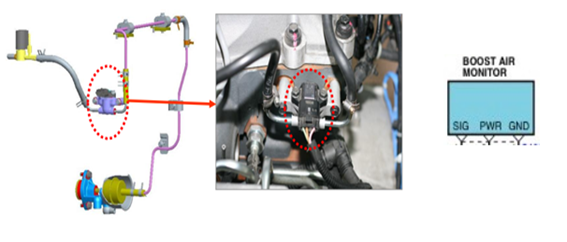 BOOST AIR
MONITOR
SIG PWR GND